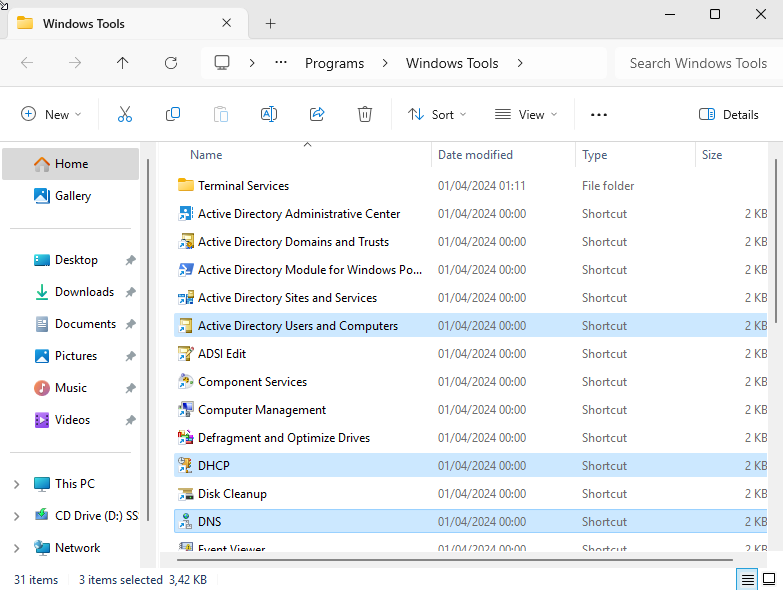 Windows Tools
Programs Windows Tools Search Windows Tools
New Sort View Details
Name Date modified Type Size
Home
Gallery
Desktop
Downloads
Documents
Pictures
Music
Videos
This PC
CD Drive (D:) SS
Network
Terminal Services 01/04/2024 01:11 File folder
Active Directory Administrative Center 01/04/2024 00:00 Shortcut 2 KB
Active Directory Domains and Trusts 01/04/2024 00:00 Shortcut 2 KB
Active Directory Module for Windows Po... 01/04/2024 00:00 Shortcut 2 KB
Active Directory Sites and Services 01/04/2024 00:00 Shortcut 2 KB
Active Directory Users and Computers 01/04/2024 00:00 Shortcut 2 KB
ADSI Edit 01/04/2024 00:00 Shortcut 2 KB
Component Services 01/04/2024 00:00 Shortcut 2 KB
Computer Management 01/04/2024 00:00 Shortcut 2 KB
Defragment and Optimize Drives 01/04/2024 00:00 Shortcut 2 KB
DHCP 01/04/2024 00:00 Shortcut 2 KB
Disk Cleanup 01/04/2024 00:00 Shortcut 2 KB
DNS 01/04/2024 00:00 Shortcut 2 KB
Event Viewer 01/04/2024 00:00 Shortcut 2 KB
31 items 3 items selected 3,42 KB